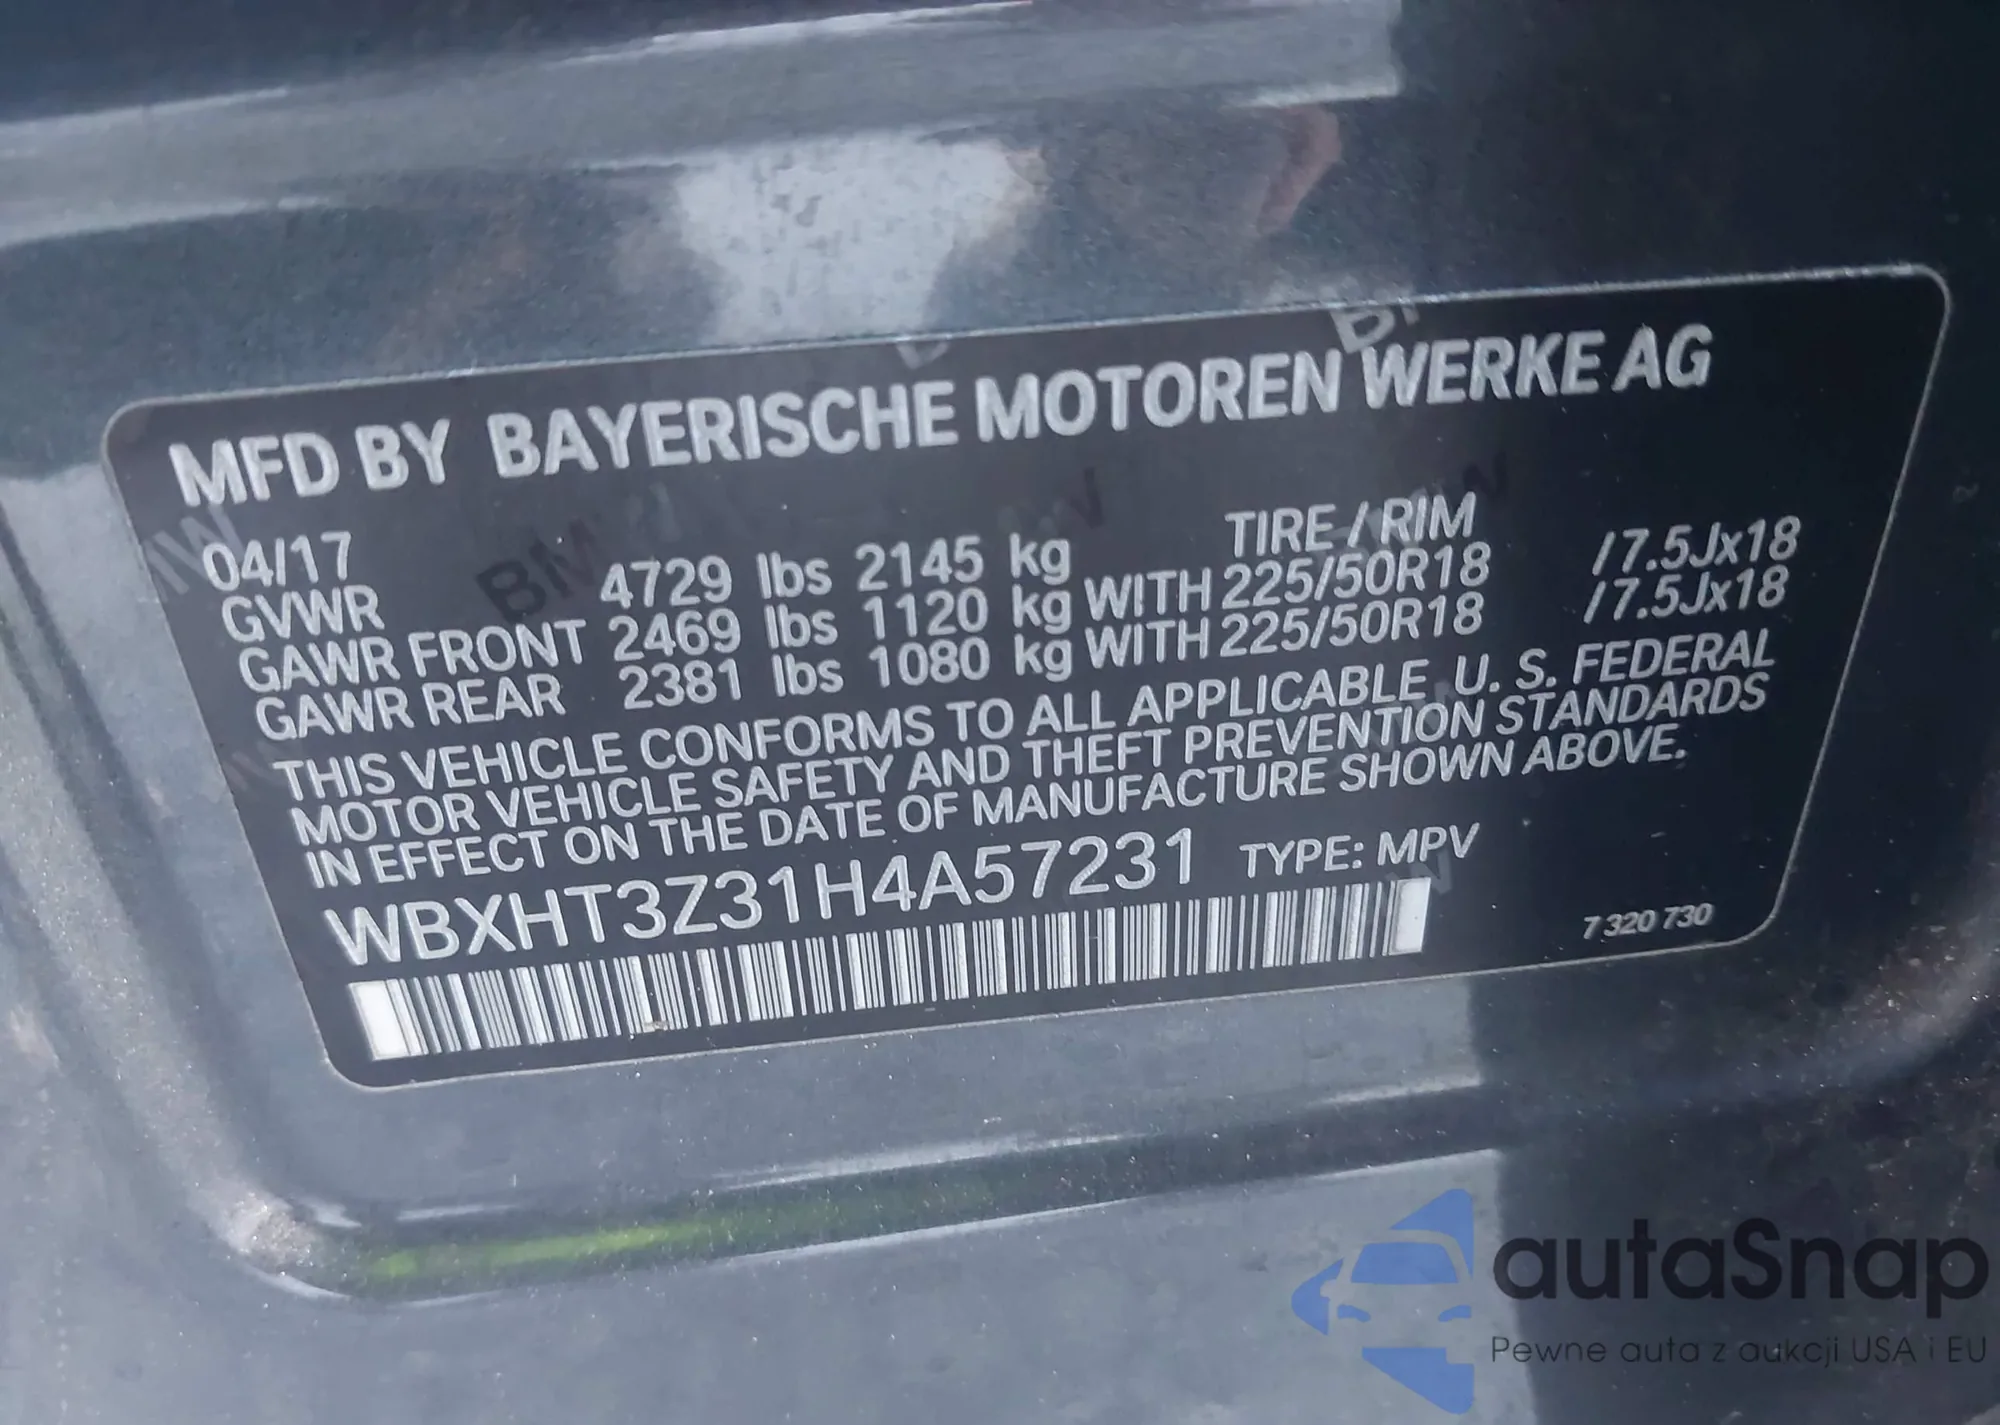 MFD BY BAYERISCHE MOTOREN WERKE AG
04/17 TIRE / RIM
GVWR 4729 lbs 2145 kg
GAWR FRONT 2469 lbs 1120 kg WITH 225/50R18 /7.5Jx18
GAWR REAR 2381 lbs 1080 kg WITH 225/50R18 /7.5Jx18
THIS VEHICLE CONFORMS TO ALL APPLICABLE U. S. FEDERAL
MOTOR VEHICLE SAFETY AND THEFT PREVENTION STANDARDS
IN EFFECT ON THE DATE OF MANUFACTURE SHOWN ABOVE.
WBXHT3Z31H4A57231 TYPE: MPV
7 320 730
autaSnap
Pewne auta z aukcji USA i EU